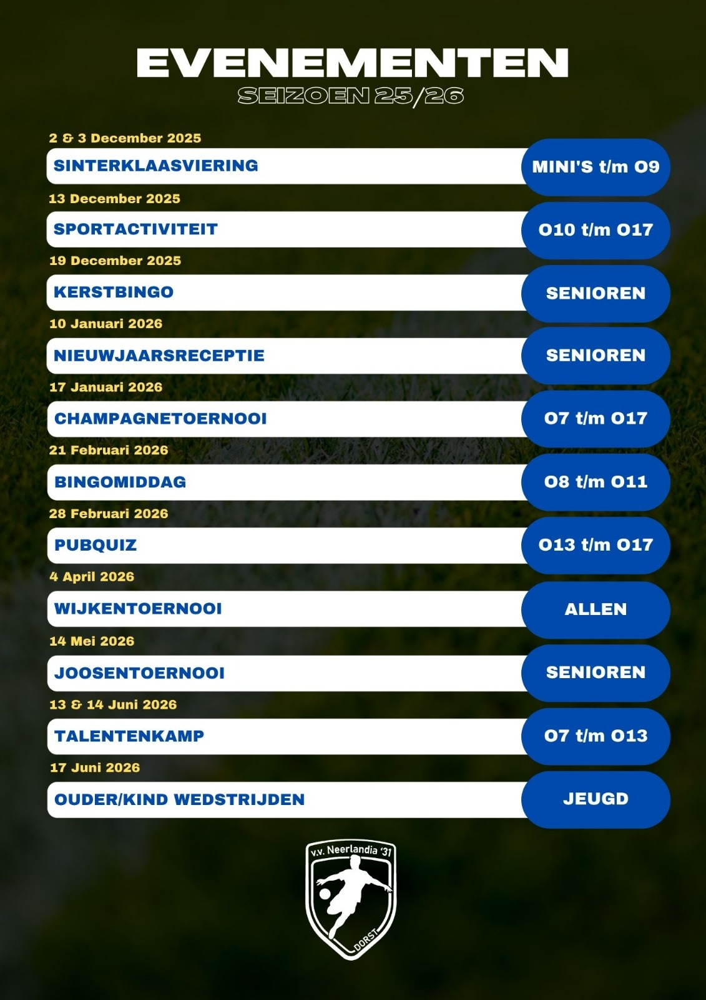 EVENEMENTEN
SEIZOEN 25/26
2 & 3 December 2025
SINTERKLAASVIERING
MINI'S t/m O9
13 December 2025
SPORTACTIVITEIT
O10 t/m O17
19 December 2025
KERSTBINGO
SENIOREN
10 Januari 2026
NIEUWJAARSRECEPTIE
SENIOREN
17 Januari 2026
CHAMPAGNETOERNOOI
O7 t/m O17
21 Februari 2026
BINGOMIDDAG
O8 t/m O11
28 Februari 2026
PUBQUIZ
O13 t/m O17
4 April 2026
WIJKENTOERNOOI
ALLEN
14 Mei 2026
JOOSENTOERNOOI
SENIOREN
13 & 14 Juni 2026
TALENTENKAMP
O7 t/m O13
17 Juni 2026
OUDER/KIND WEDSTRIJDEN
JEUGD
v.v. Neerlandia '31
DORST